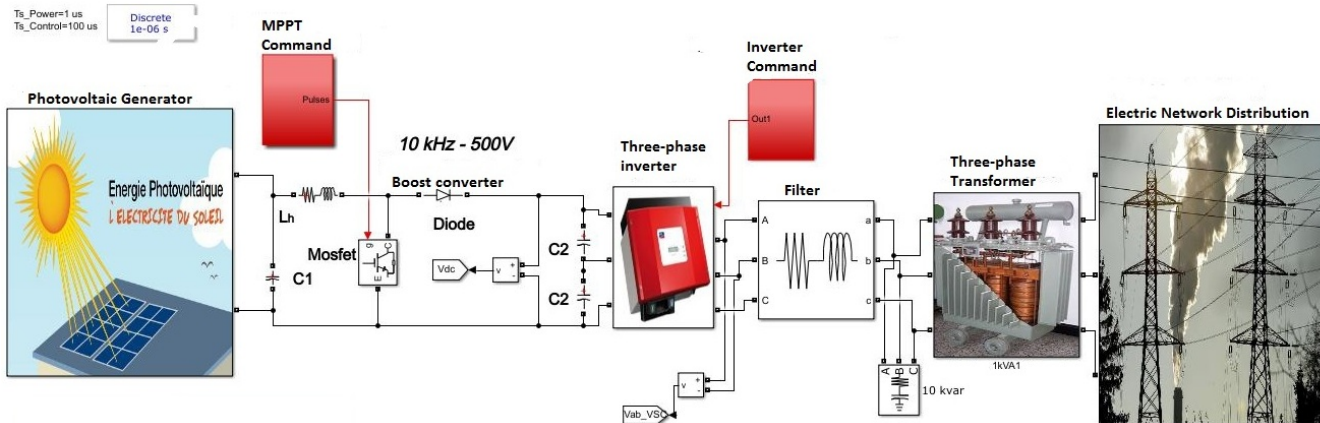 Ts_Power=1 us
Ts_Control=100 us
Discrete
1e-06 s
MPPT
Command
Pulses
Inverter
Command
Out1
Photovoltaic Generator
Energie Photovoltaïque
L'ELECTRICITE DU SOLEIL
10 kHz - 500V
Boost converter
Lh
C1
Mosfet
g
C
E
Diode
Vdc
v
+
-
C2
C2
Three-phase
inverter
Filter
A
B
C
a
b
c
v
+
-
Vab_VSC
A
B
C
10 kvar
Three-phase
Transformer
1kVA1
Electric Network Distribution